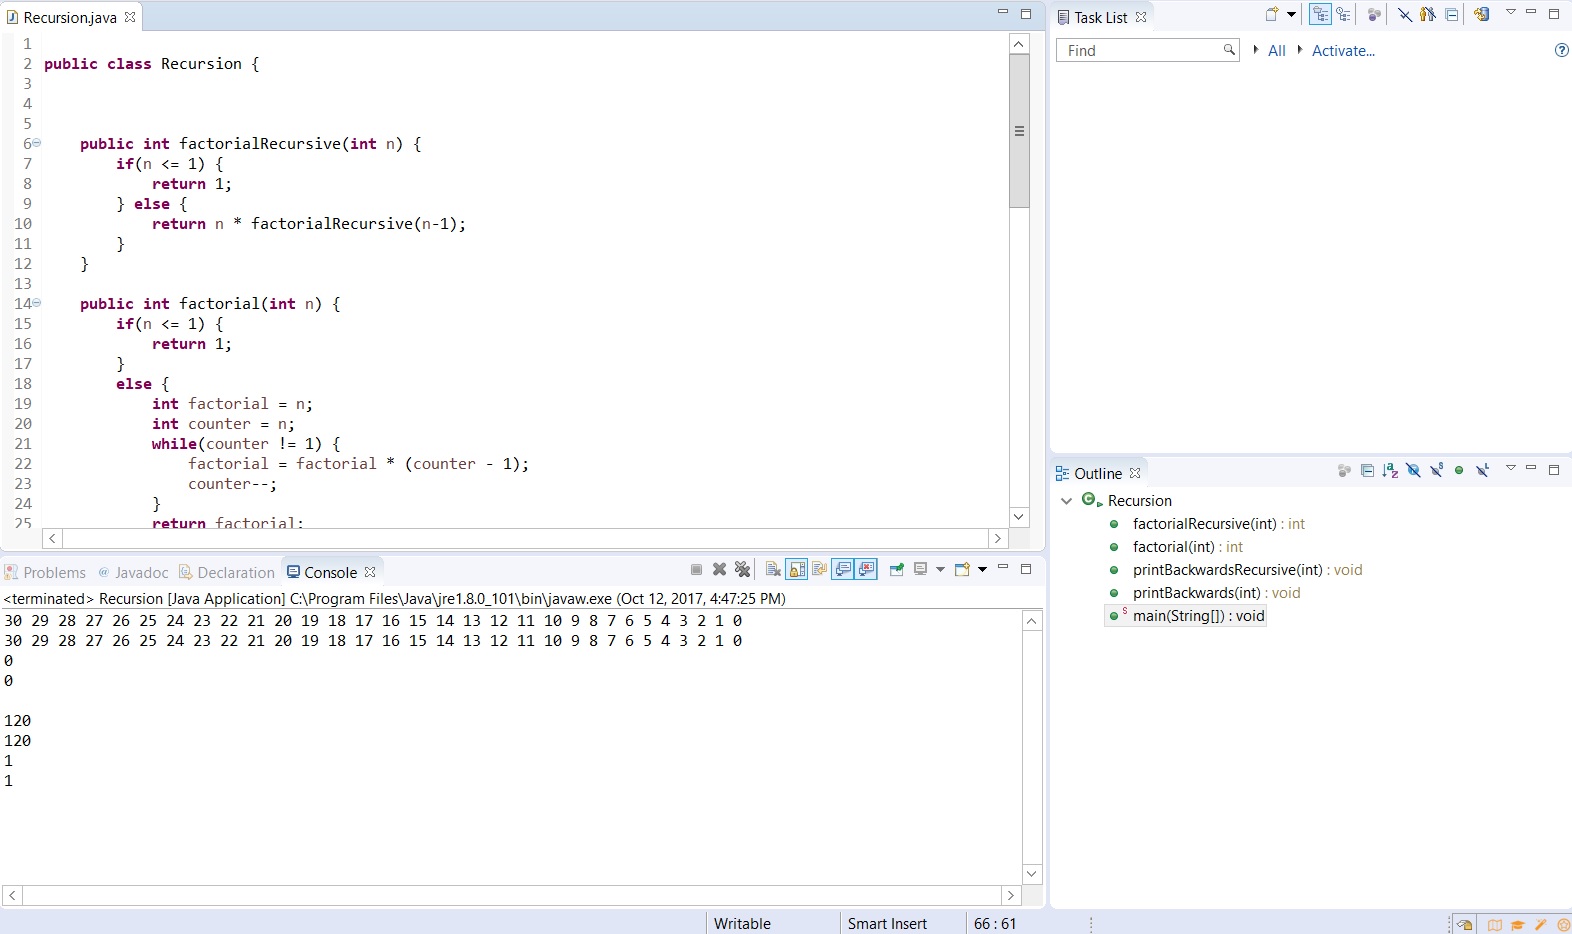 Recursion.java
1
2 public class Recursion {
3
4
5
6 public int factorialRecursive(int n) {
7 if(n <= 1) {
8 return 1;
9 } else {
10 return n * factorialRecursive(n-1);
11 }
12 }
13
14 public int factorial(int n) {
15 if(n <= 1) {
16 return 1;
17 }
18 else {
19 int factorial = n;
20 int counter = n;
21 while(counter != 1) {
22 factorial = factorial * (counter - 1);
23 counter--;
24 }
25 return factorial;
Problems @ Javadoc Declaration Console
<terminated> Recursion [Java Application] C:\Program Files\Java\jre1.8.0_101\bin\javaw.exe (Oct 12, 2017, 4:47:25 PM)
30 29 28 27 26 25 24 23 22 21 20 19 18 17 16 15 14 13 12 11 10 9 8 7 6 5 4 3 2 1 0
30 29 28 27 26 25 24 23 22 21 20 19 18 17 16 15 14 13 12 11 10 9 8 7 6 5 4 3 2 1 0
0
0
120
120
1
1
Task List
Find All Activate...
Outline
Recursion
factorialRecursive(int) : int
factorial(int) : int
printBackwardsRecursive(int) : void
printBackwards(int) : void
main(String[]) : void
Writable Smart Insert 66 : 61